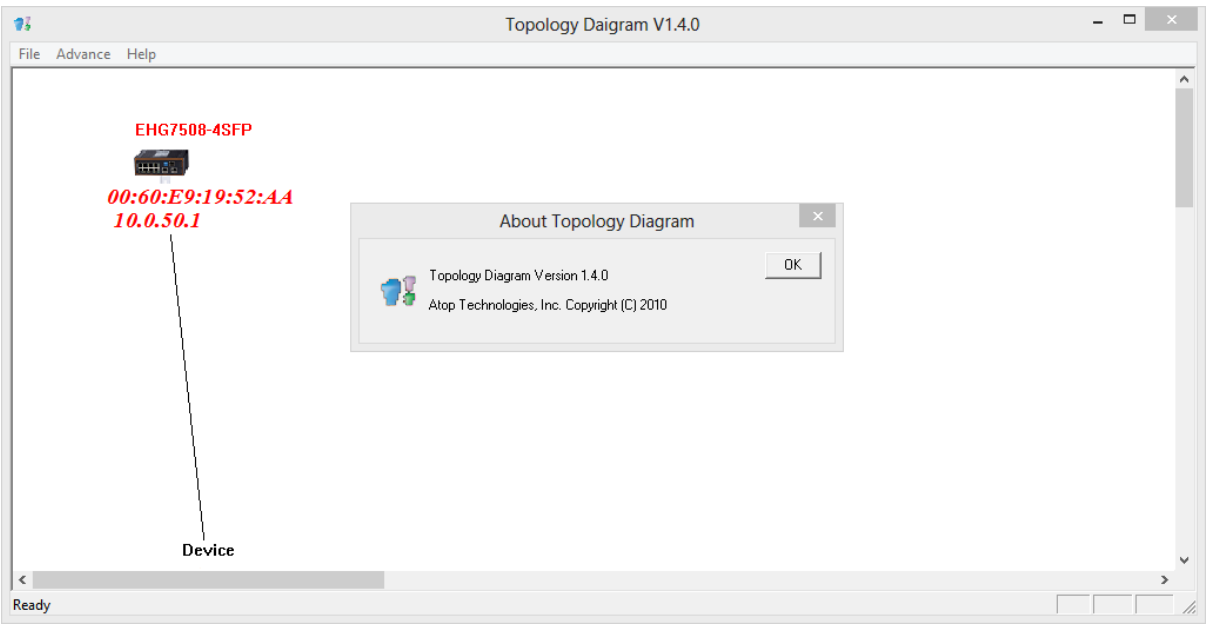 Topology Daigram V1.4.0
File Advance Help
EHG7508-4SFP
00:60:E9:19:52:AA
10.0.50.1
About Topology Diagram
OK
Topology Diagram Version 1.4.0
Atop Technologies, Inc. Copyright (C) 2010
Device
Ready